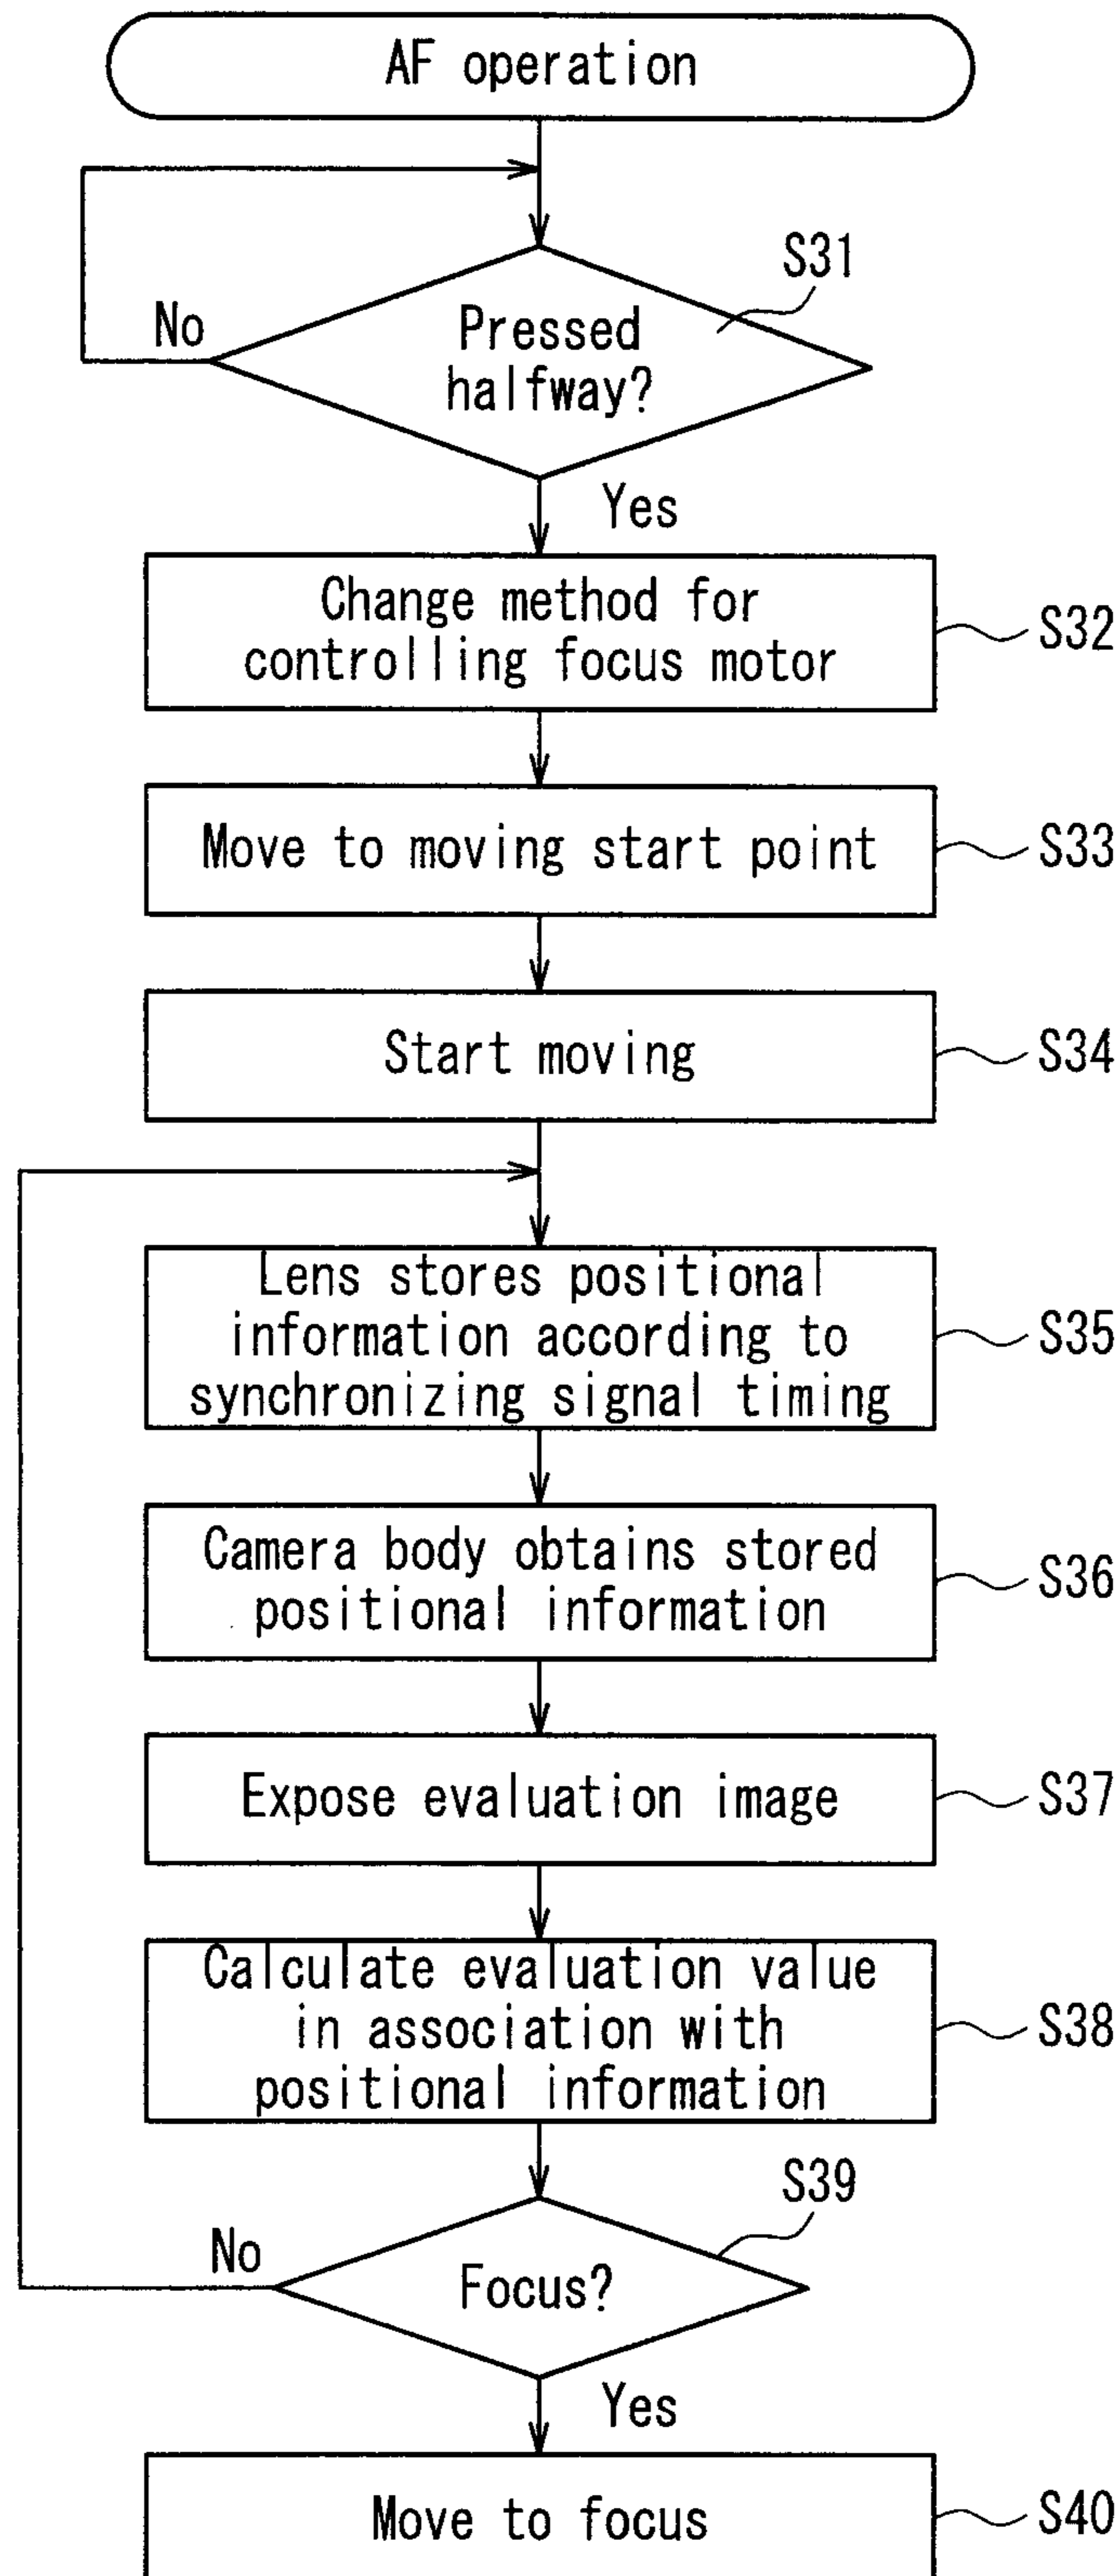 AF operation
S31
No
Pressed
halfway?
Yes
Change method for
controlling focus motor
S32
Move to moving start point
S33
Start moving
S34
Lens stores positional
information according to
synchronizing signal timing
S35
Camera body obtains stored
positional information
S36
Expose evaluation image
S37
Calculate evaluation value
in association with
positional information
S38
S39
No
Focus?
Yes
Move to focus
S40